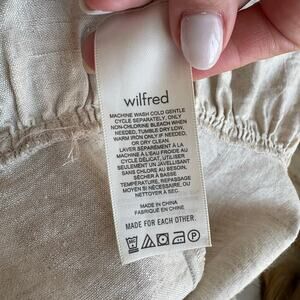 wilfred
MACHINE WASH COLD GENTLE
CYCLE SEPARATELY, ONLY
NON-CHLORINE BLEACH WHEN
NEEDED, TUMBLE DRY LOW,
WARM IRON IF NEEDED,
OR DRY CLEAN.
LAVER SÉPARÉMENT À LA
MACHINE À L'EAU FROIDE AU
CYCLE DÉLICAT, UTILISER
SEULEMENT UN JAVELLISANT
SANS CHLORE AU BESOIN,
SÉCHER À BASSE
TEMPÉRATURE, REPASSAGE
MOYEN SI NÉCESSAIRE, OU
NETTOYER À SEC.
MADE IN CHINA
FABRIQUÉ EN CHINE
MADE FOR EACH OTHER.